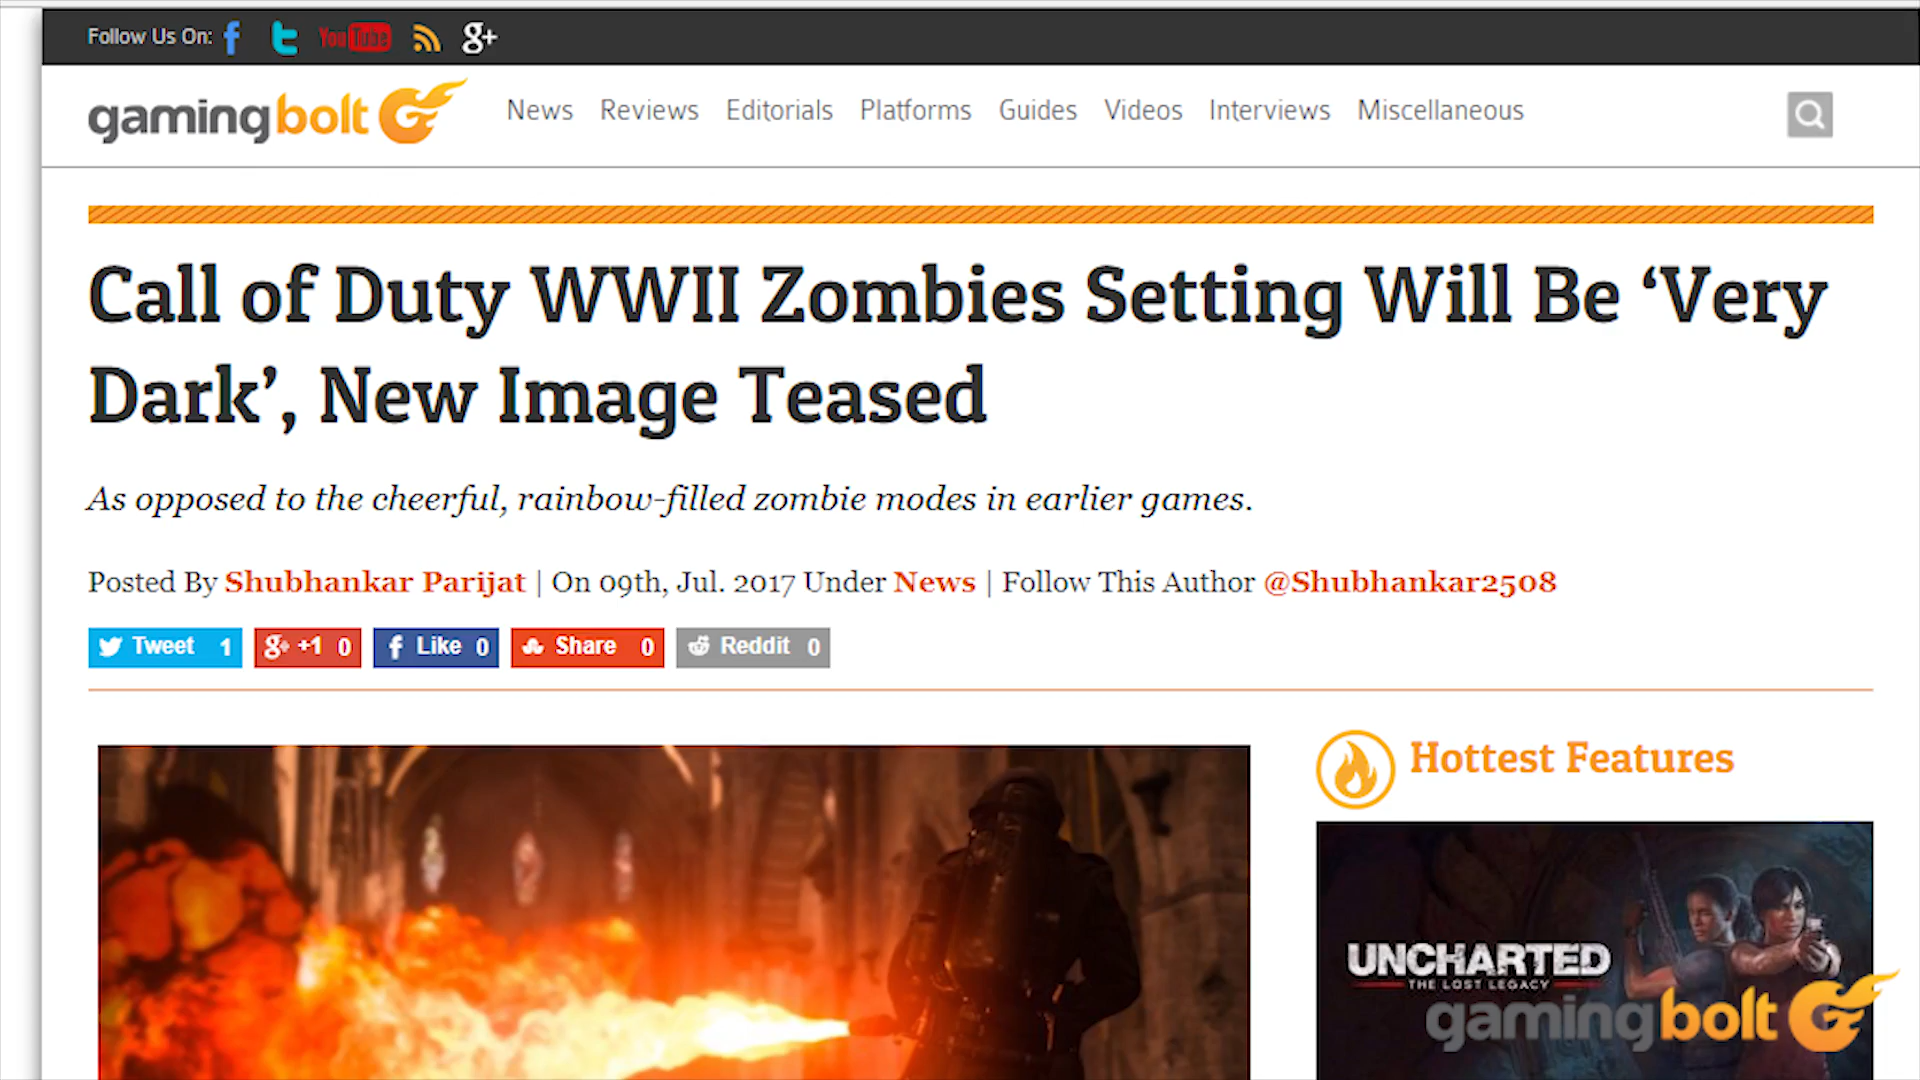 Follow Us On: f t YouTube g+
gamingbolt
News Reviews Editorials Platforms Guides Videos Interviews Miscellaneous
Call of Duty WWII Zombies Setting Will Be ‘Very
Dark’, New Image Teased
As opposed to the cheerful, rainbow-filled zombie modes in earlier games.
Posted By Shubhankar Parijat | On 09th, Jul. 2017 Under News | Follow This Author @Shubhankar2508
Tweet 1 g+ +1 0 f Like 0 Share 0 Reddit 0
Hottest Features
UNCHARTED
THE LOST LEGACY
gamingbolt